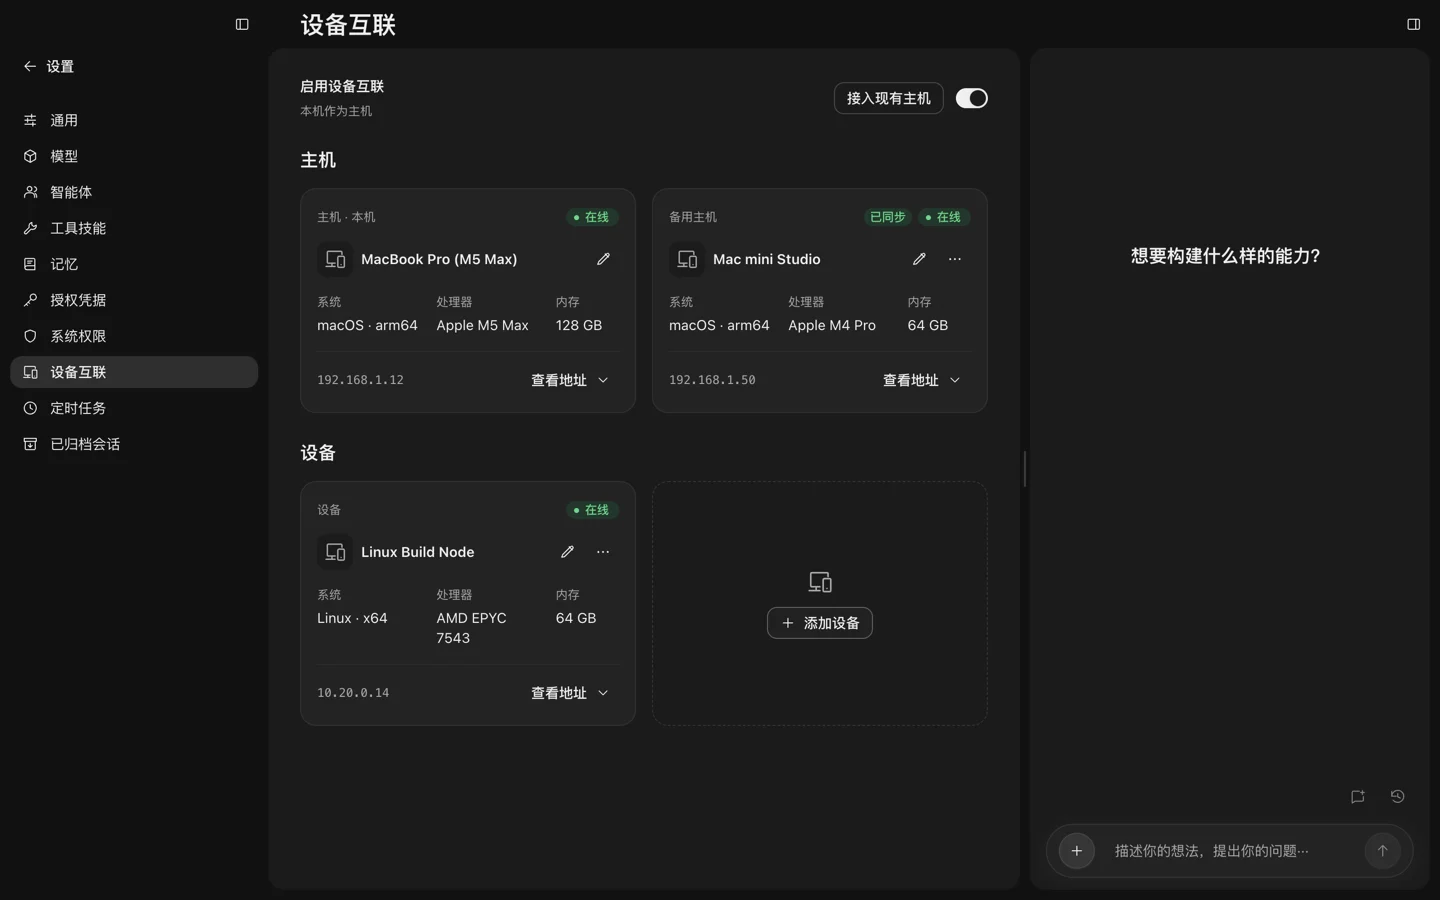 设备互联
设置
通用
模型
智能体
工具技能
记忆
授权凭据
系统权限
设备互联
定时任务
已归档会话
启用设备互联
本机作为主机
接入现有主机
主机
主机 · 本机
在线
MacBook Pro (M5 Max)
系统 处理器 内存
macOS · arm64 Apple M5 Max 128 GB
192.168.1.12 查看地址
备用主机
已同步 在线
Mac mini Studio
系统 处理器 内存
macOS · arm64 Apple M4 Pro 64 GB
192.168.1.50 查看地址
设备
设备
在线
Linux Build Node
系统 处理器 内存
Linux · x64 AMD EPYC 64 GB
7543
10.20.0.14 查看地址
添加设备
想要构建什么样的能力?
描述你的想法，提出你的问题···